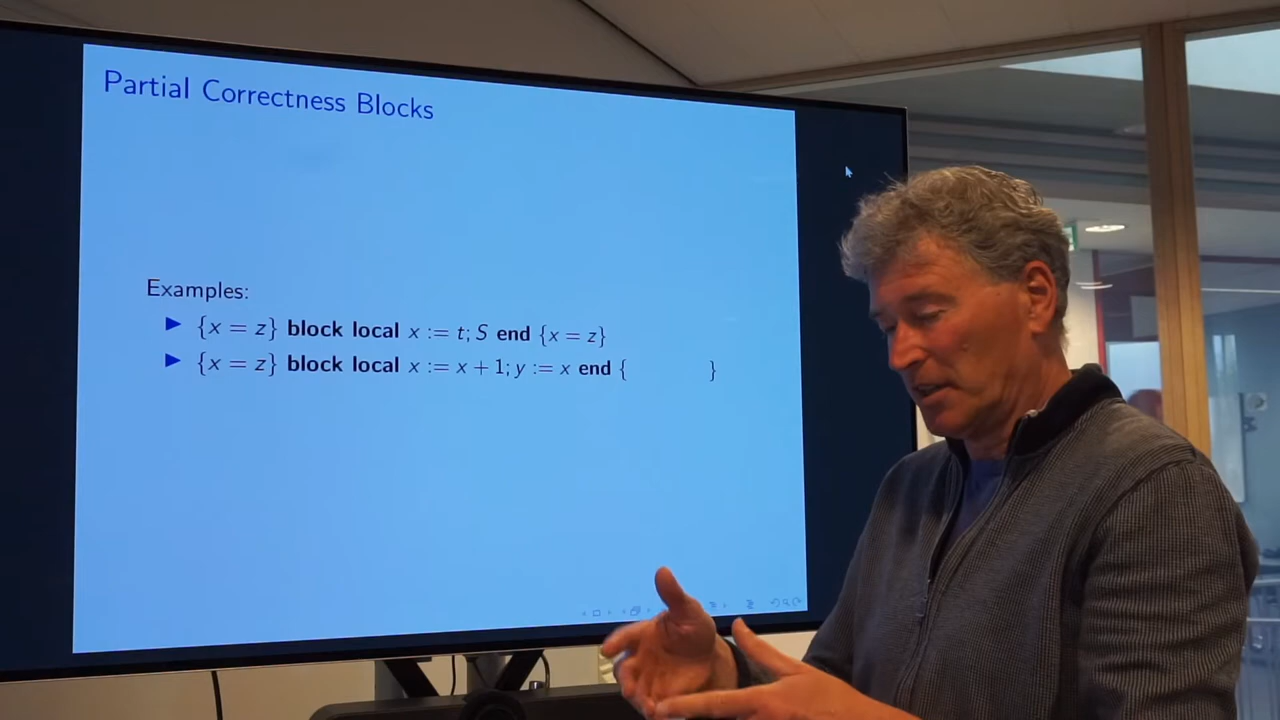 Partial Correctness Blocks
Examples:
▶ {x = z} block local x := t; S end {x = z}
▶ {x = z} block local x := x + 1; y := x end { }